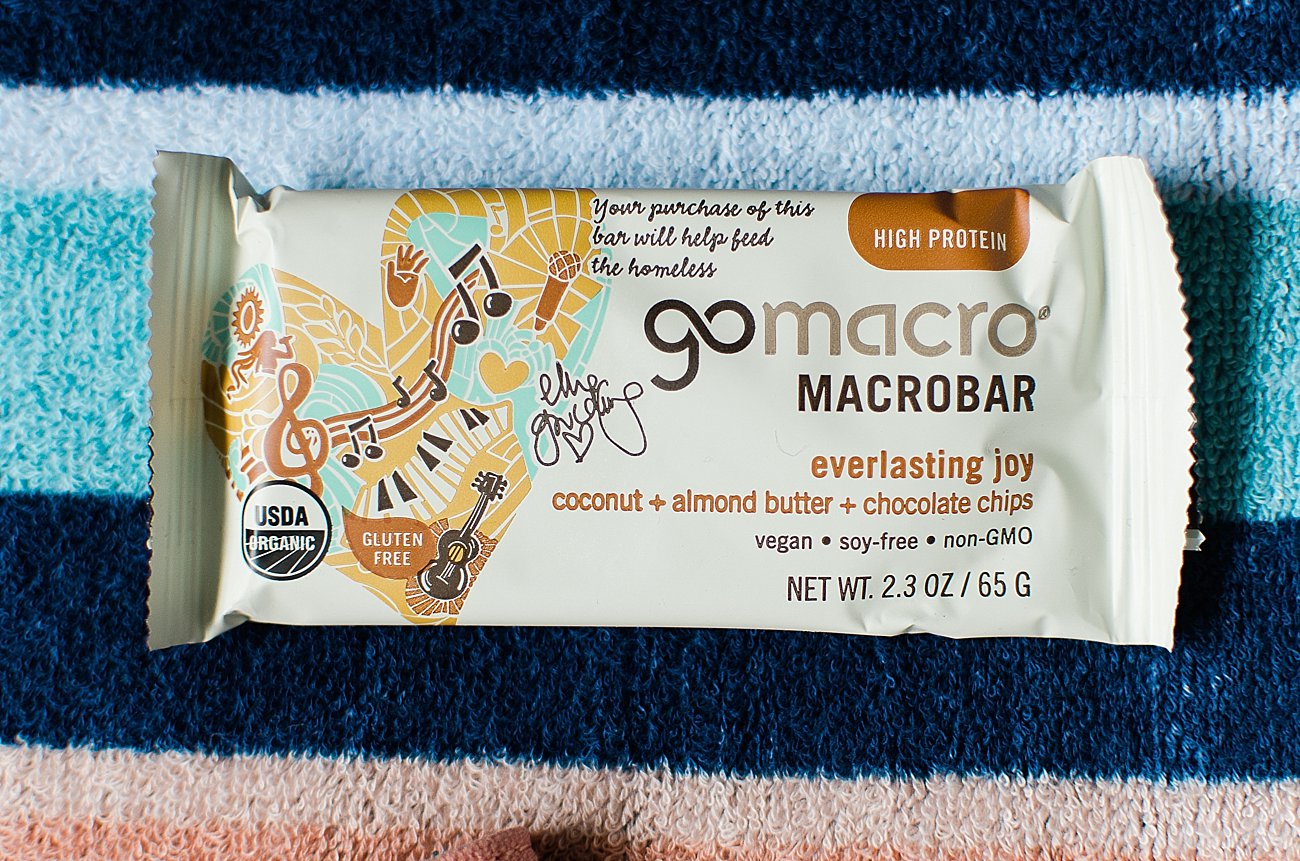 Your purchase of this
bar will help feed
the homeless
HIGH PROTEIN
gomacro®
MACROBAR
everlasting joy
coconut + almond butter + chocolate chips
vegan • soy-free • non-GMO
NET WT. 2.3 OZ / 65 G
USDA
ORGANIC
GLUTEN
FREE